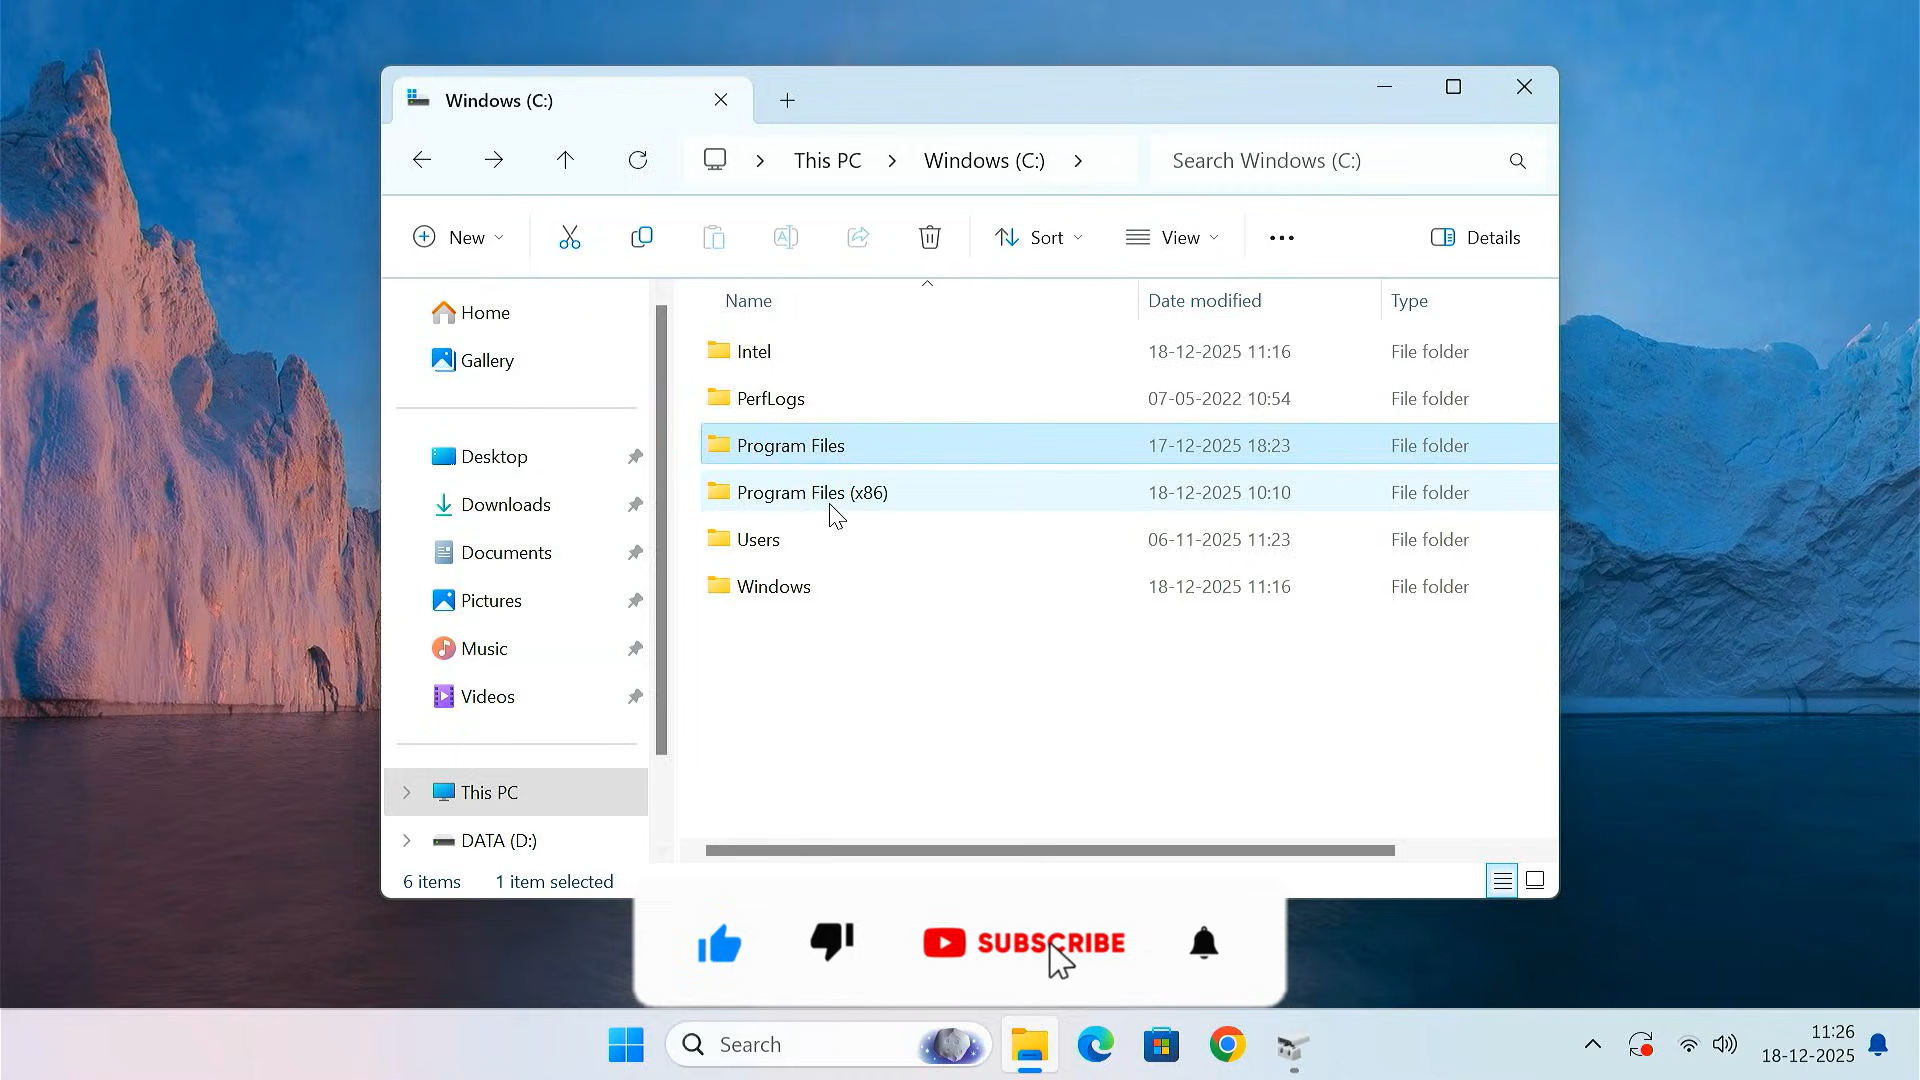 Windows (C:)
This PC
Windows (C:)
Search Windows (C:)
New
Sort
View
Details
Home
Gallery
Desktop
Downloads
Documents
Pictures
Music
Videos
This PC
DATA (D:)
Name Date modified Type
Intel 18-12-2025 11:16 File folder
PerfLogs 07-05-2022 10:54 File folder
Program Files 17-12-2025 18:23 File folder
Program Files (x86) 18-12-2025 10:10 File folder
Users 06-11-2025 11:23 File folder
Windows 18-12-2025 11:16 File folder
6 items 1 item selected
SUBSCRIBE
Search
11:26
18-12-2025